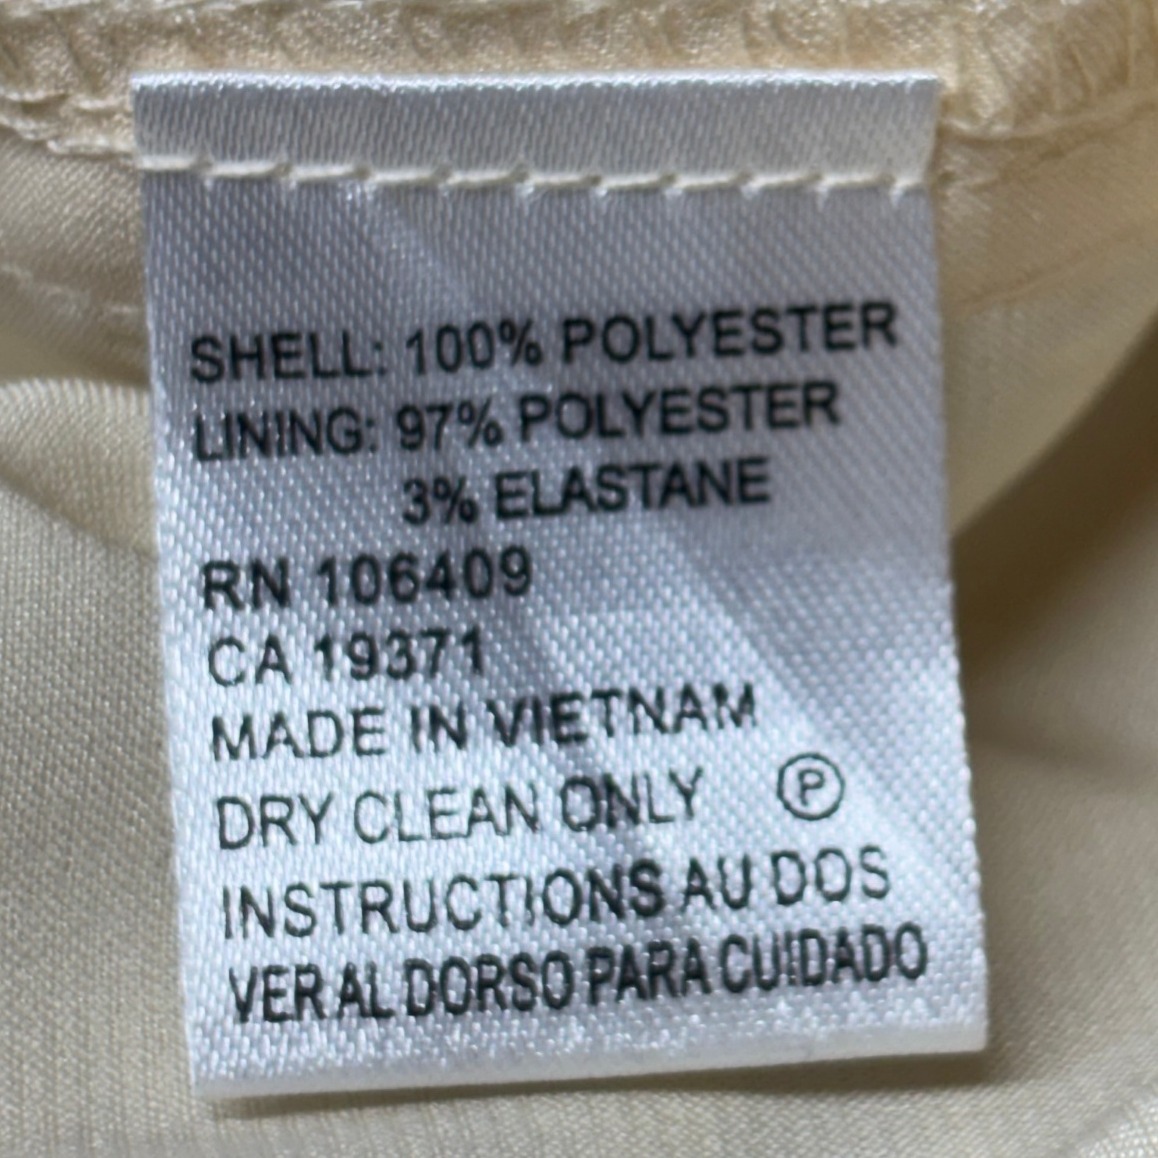 SHELL: 100% POLYESTER
LINING: 97% POLYESTER
3% ELASTANE
RN 106409
CA 19371
MADE IN VIETNAM
DRY CLEAN ONLY Ⓟ
INSTRUCTIONS AU DOS
VER AL DORSO PARA CUIDADO